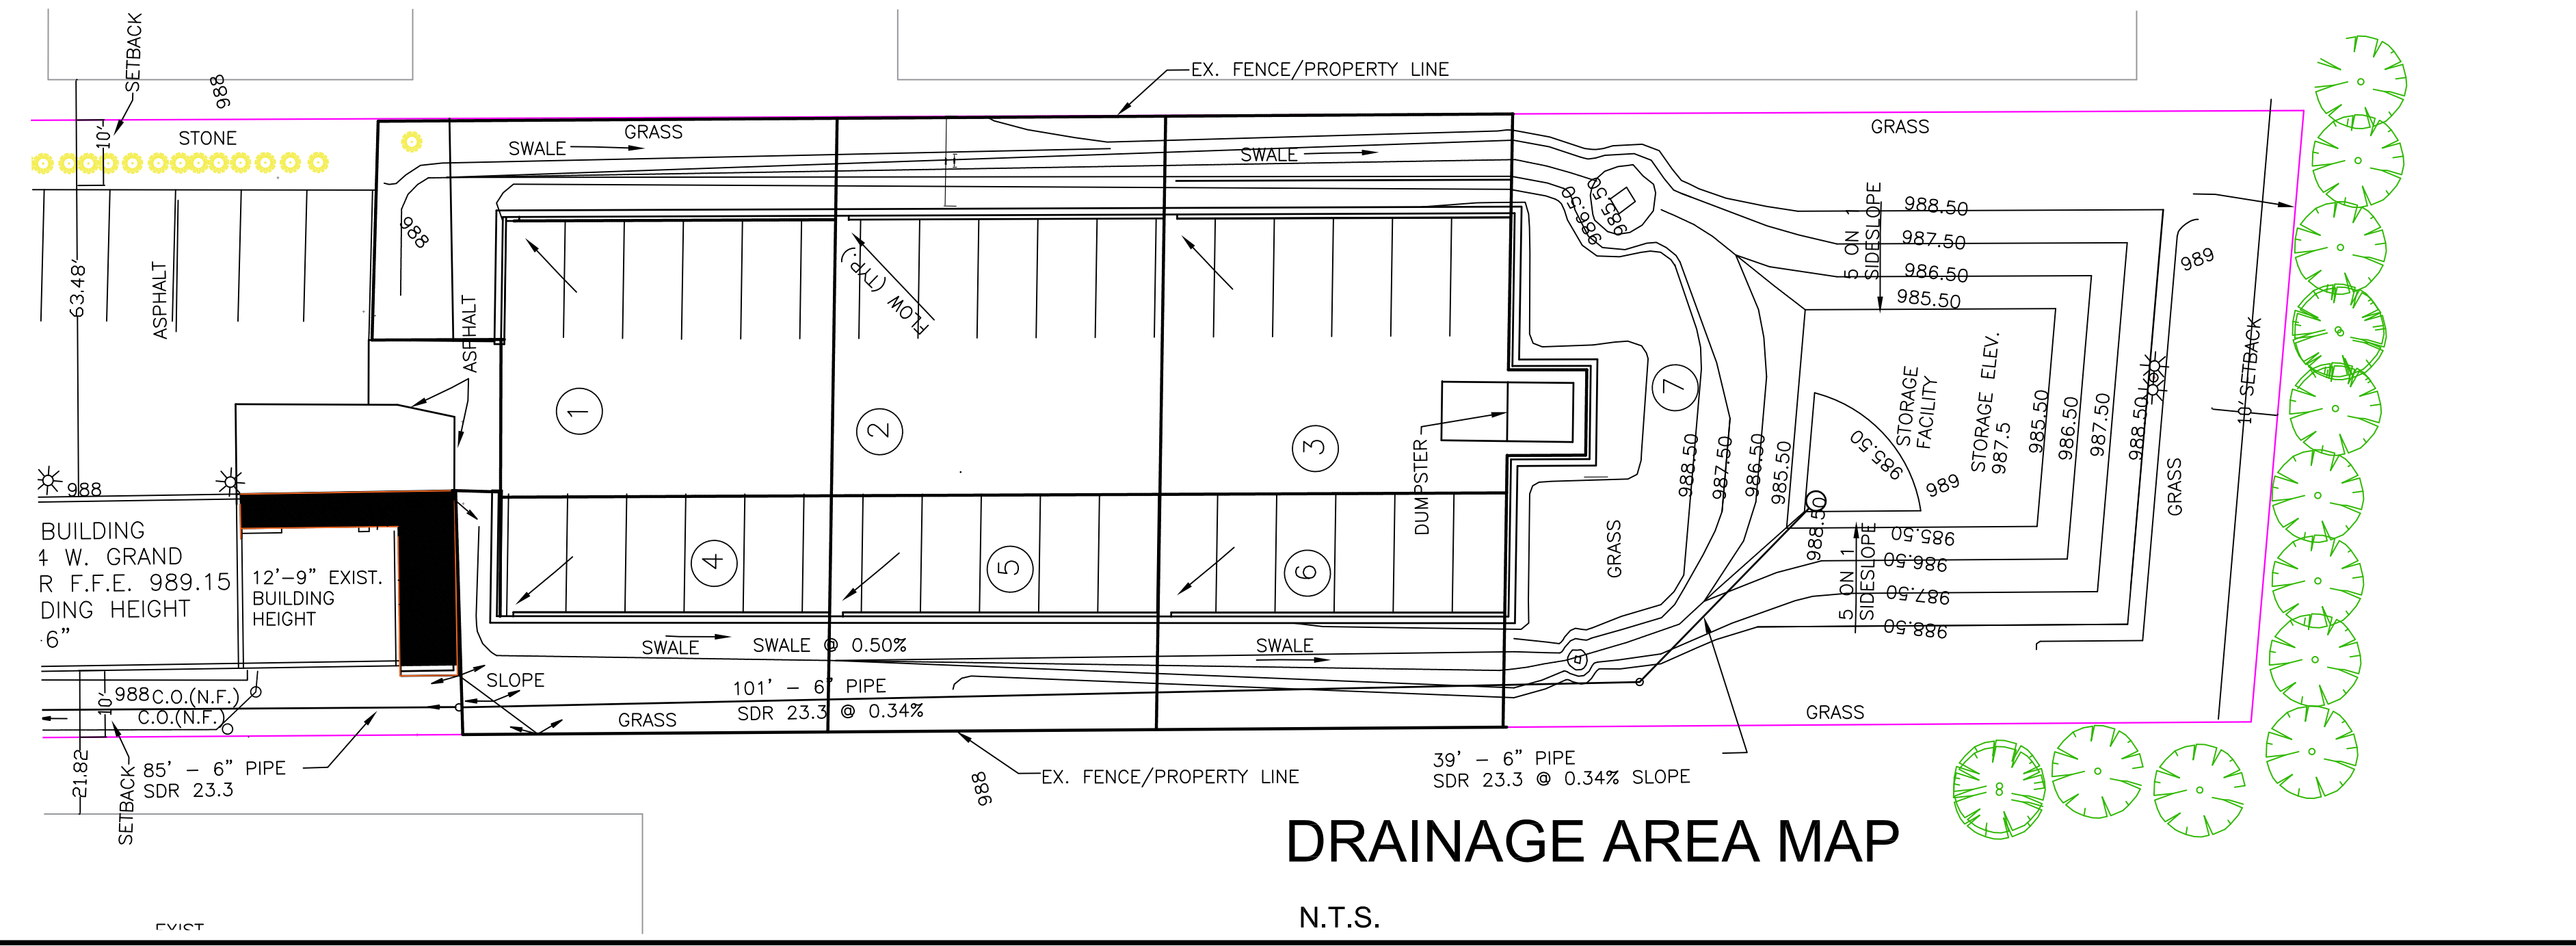 SETBACK
988
10'
STONE
GRASS
SWALE
EX. FENCE/PROPERTY LINE
SWALE
GRASS
5 ON 1
SIDESLOPE
988.50
987.50
986.50
985.50
985.50
986.50
988
63.48'
ASPHALT
ASPHALT
FLOW (TYP.)
1
2
3
7
4
5
6
DUMPSTER
GRASS
988.50
987.50
986.50
985.50
STORAGE
FACILITY
STORAGE ELEV.
987.5
985.50
989
985.50
986.50
987.50
988.50
989
10' SETBACK
GRASS
988.50
5 ON 1
SIDESLOPE
985.50
986.50
987.50
988.50
988
BUILDING
4 W. GRAND
R F.F.E. 989.15
DING HEIGHT
6"
12'-9" EXIST.
BUILDING
HEIGHT
SWALE
SWALE @ 0.50%
SWALE
SLOPE
988
C.O.(N.F.)
C.O.(N.F.)
10'
101' - 6" PIPE
SDR 23.3 @ 0.34%
GRASS
GRASS
21.82
SETBACK
85' - 6" PIPE
SDR 23.3
988
EX. FENCE/PROPERTY LINE
39' - 6" PIPE
SDR 23.3 @ 0.34% SLOPE
DRAINAGE AREA MAP
N.T.S.
EXIST